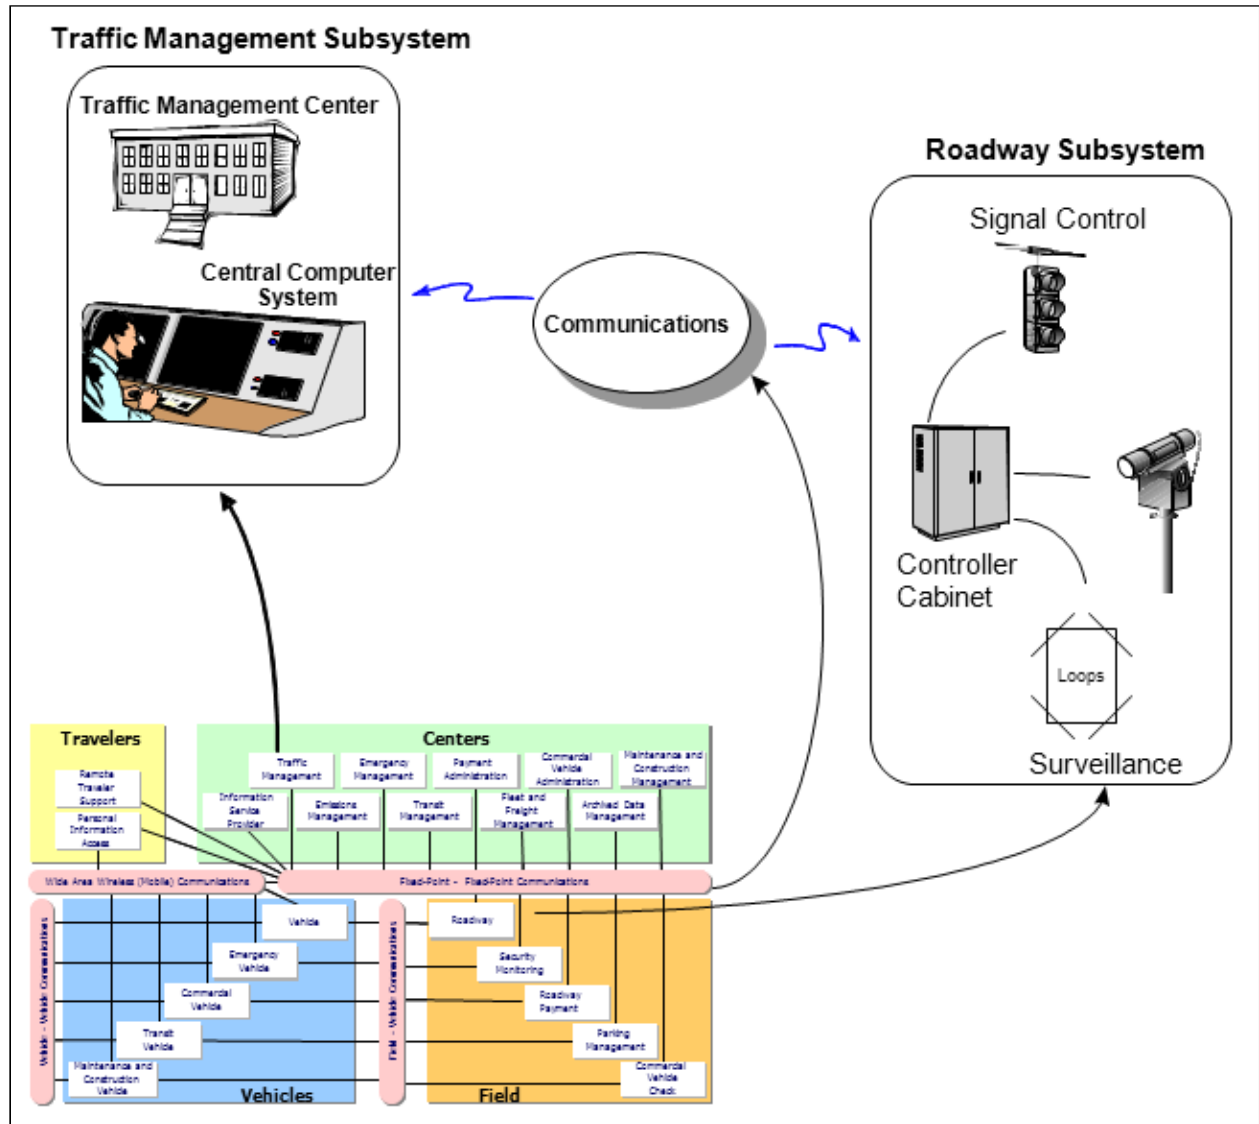 Traffic Management Subsystem
Traffic Management Center
Central Computer
System
Communications
Roadway Subsystem
Signal Control
Controller
Cabinet
Loops
Surveillance
Travelers
Remote
Traveler
Support
Personal
Information
Access
Centers
Traffic
Management
Emergency
Management
Payment
Administration
Commercial
Vehicle
Administration
Maintenance and
Construction
Management
Information
Service
Provider
Emissions
Management
Transit
Management
Fleet and
Freight
Management
Archived Data
Management
Wide Area Wireless (Mobile) Communications
Fixed-Point - Fixed-Point Communications
Vehicle - Vehicle Communications
Vehicle
Emergency
Vehicle
Commercial
Vehicle
Transit
Vehicle
Maintenance and
Construction
Vehicle
Vehicles
Field - Vehicle Communications
Roadway
Security
Monitoring
Roadway
Payment
Parking
Management
Commercial
Vehicle
Check
Field